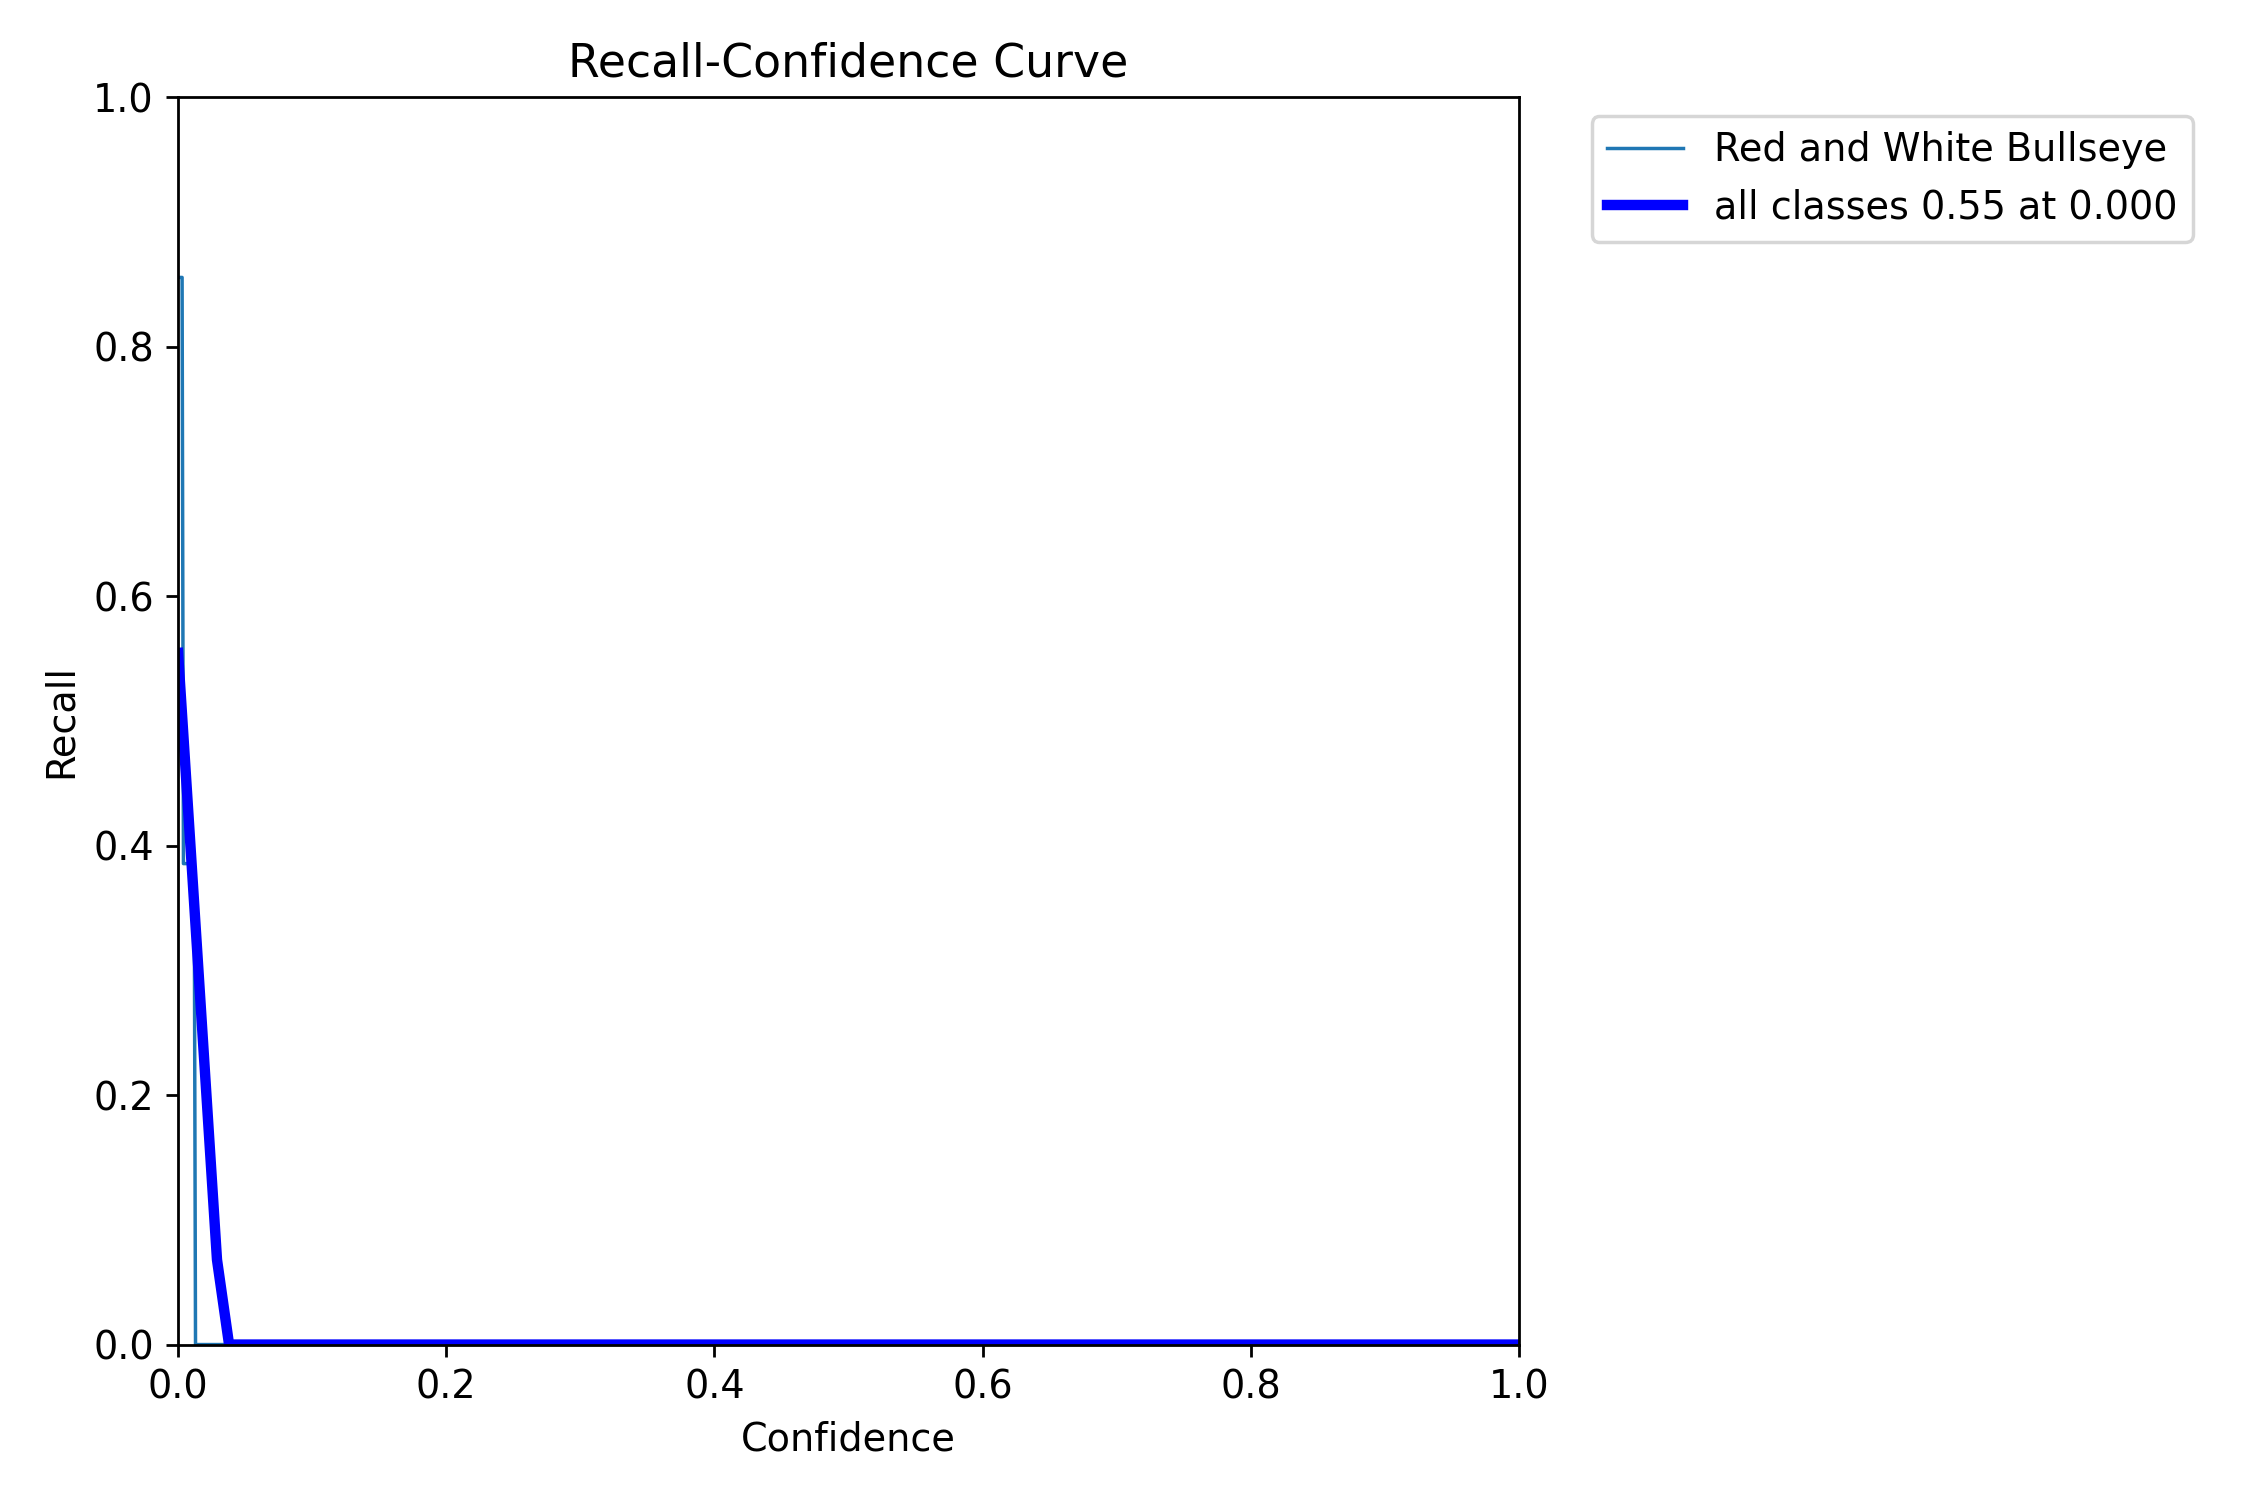 Recall-Confidence Curve
1.0
0.8
0.6
0.4
0.2
0.0
Recall
0.0 0.2 0.4 0.6 0.8 1.0
Confidence
Red and White Bullseye
all classes 0.55 at 0.000